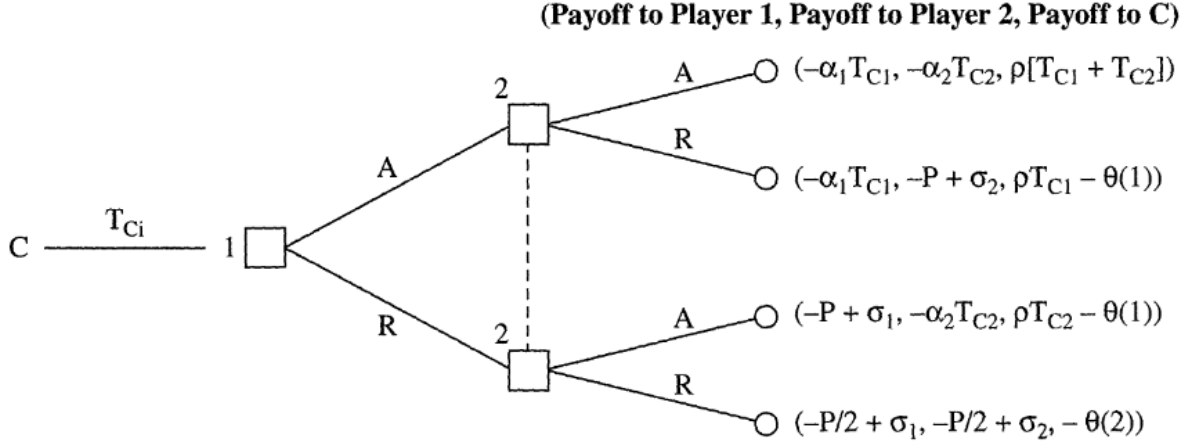 (Payoff to Player 1, Payoff to Player 2, Payoff to C)
A (–α₁T_C1, –α₂T_C2, ρ[T_C1 + T_C2])
2
A
R (–α₁T_C1, –P + σ₂, ρT_C1 – θ(1))
C T_Ci 1
R
2
A (–P + σ₁, –α₂T_C2, ρT_C2 – θ(1))
R (–P/2 + σ₁, –P/2 + σ₂, – θ(2))